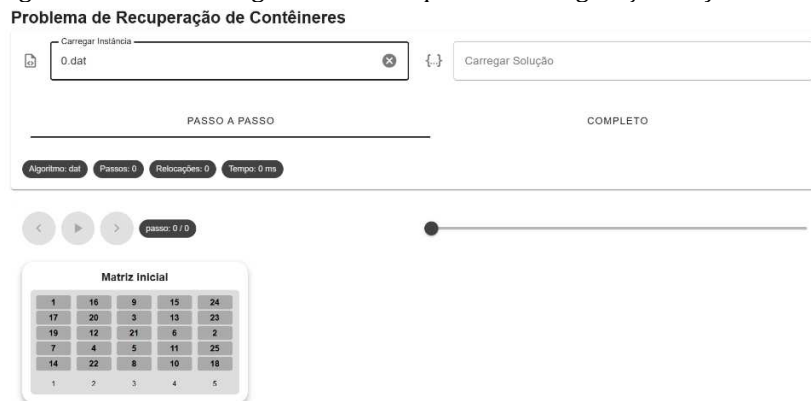 Problema de Recuperação de Contêineres
Carregar Instância
0.dat
{...} Carregar Solução
PASSO A PASSO COMPLETO
Algoritmo: dat Passos: 0 Relocações: 0 Tempo: 0 ms
passo: 0 / 0
Matriz inicial
1 16 9 15 24
17 20 3 13 23
19 12 21 6 2
7 4 5 11 25
14 22 8 10 18
1 2 3 4 5